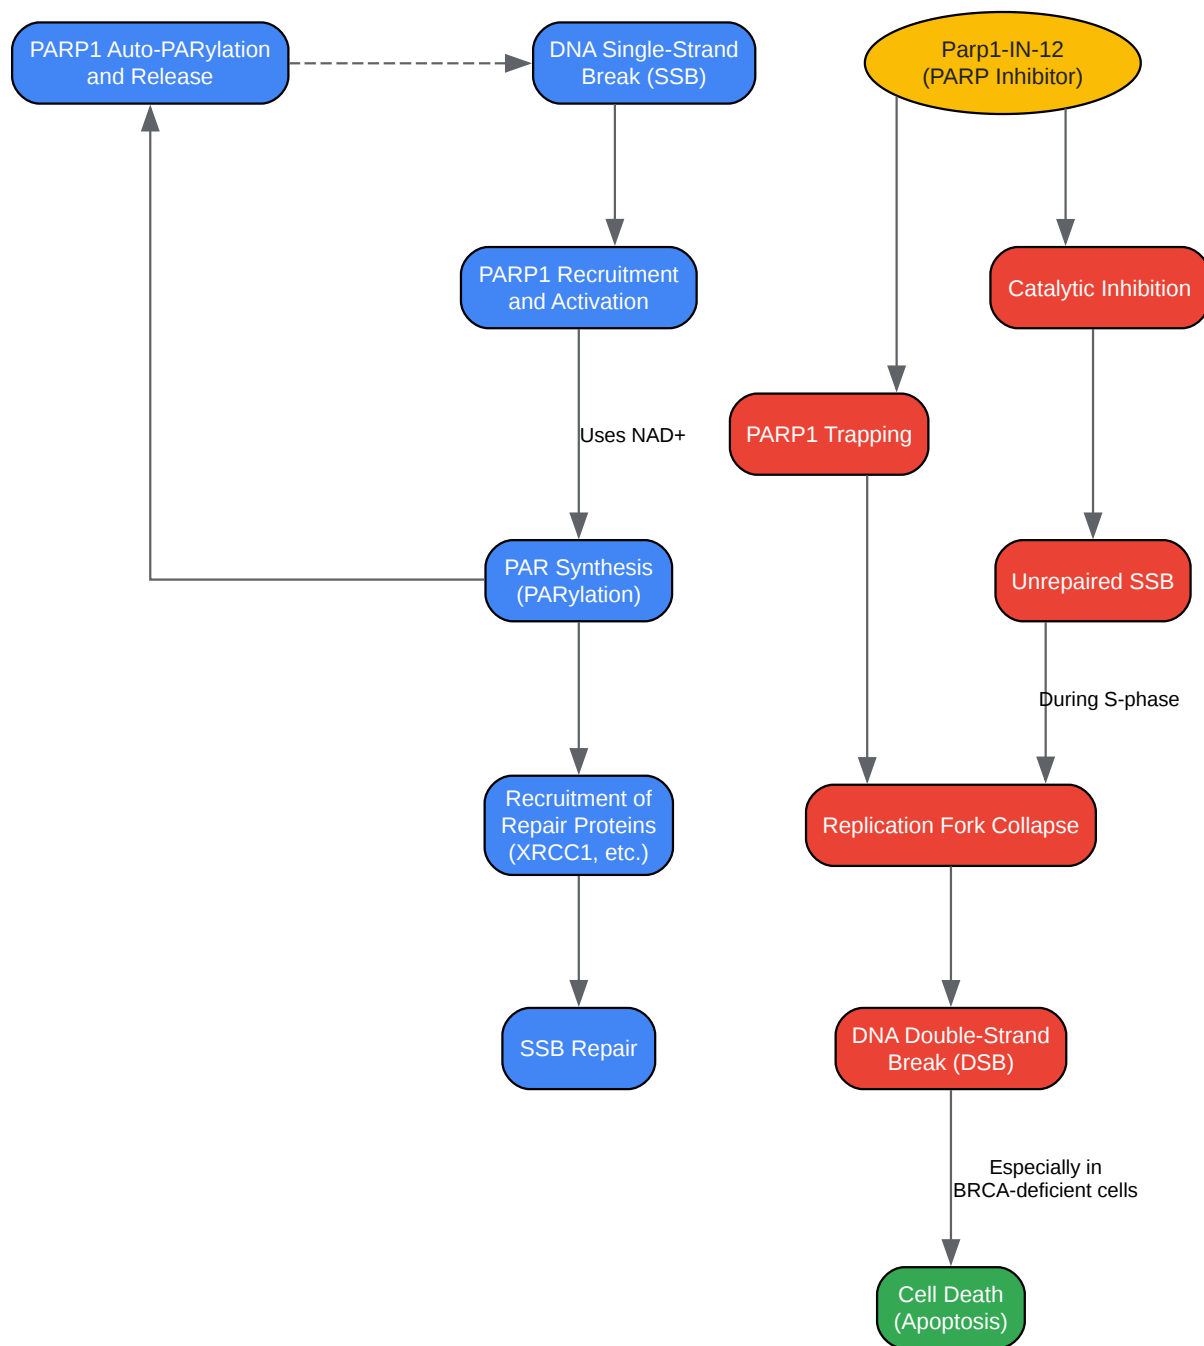 PARP1 Auto-PARylation
and Release
DNA Single-Strand
Break (SSB)
Parp1-IN-12
(PARP Inhibitor)
PARP1 Recruitment
and Activation
Catalytic Inhibition
Uses NAD+
PARP1 Trapping
PAR Synthesis
(PARylation)
Unrepaired SSB
During S-phase
Recruitment of
Repair Proteins
(XRCC1, etc.)
Replication Fork Collapse
SSB Repair
DNA Double-Strand
Break (DSB)
Especially in
BRCA-deficient cells
Cell Death
(Apoptosis)